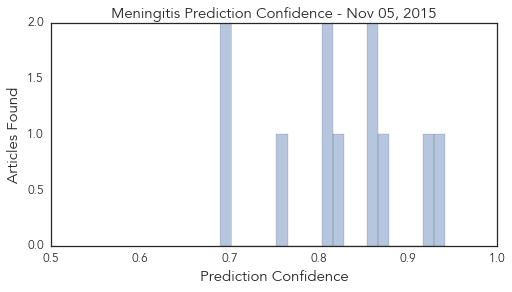 Meningitis Prediction Confidence - Nov 05, 2015
2.0
1.5
1.0
0.5
0.0
Articles Found
0.5 0.6 0.7 0.8 0.9 1.0
Prediction Confidence